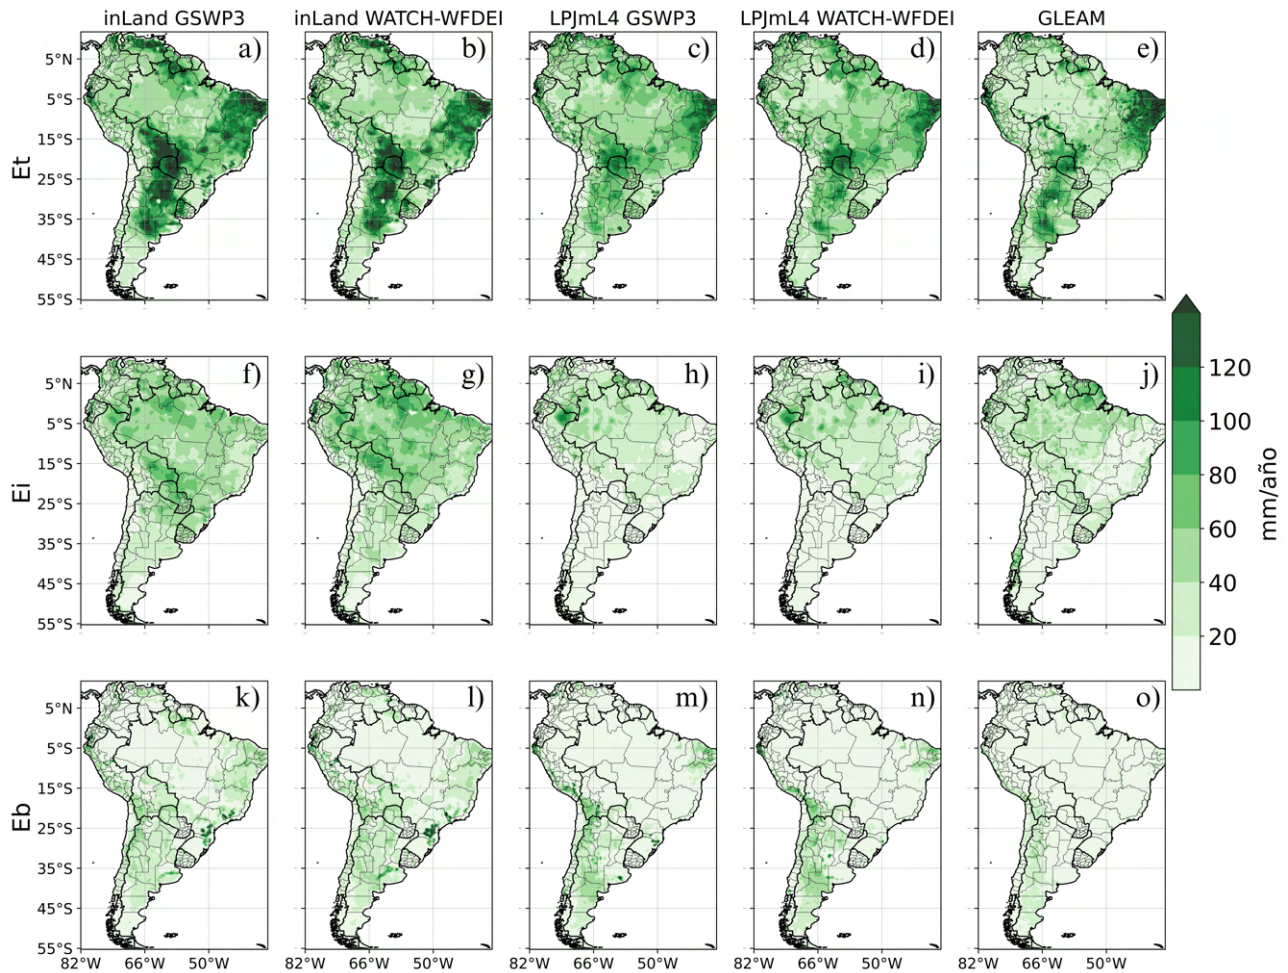 inLand GSWP3 inLand WATCH-WFDEI LPJmL4 GSWP3 LPJmL4 WATCH-WFDEI GLEAM
a) b) c) d) e)
5°N
5°S
15°S
Et
25°S
35°S
45°S
55°S
f) g) h) i) j)
5°N
5°S
15°S
Ei
25°S
35°S
45°S
55°S
120
100
80
60
40
20
mm/año
k) l) m) n) o)
5°N
5°S
15°S
Eb
25°S
35°S
45°S
55°S
82°W 66°W 50°W 82°W 66°W 50°W 82°W 66°W 50°W 82°W 66°W 50°W 82°W 66°W 50°W